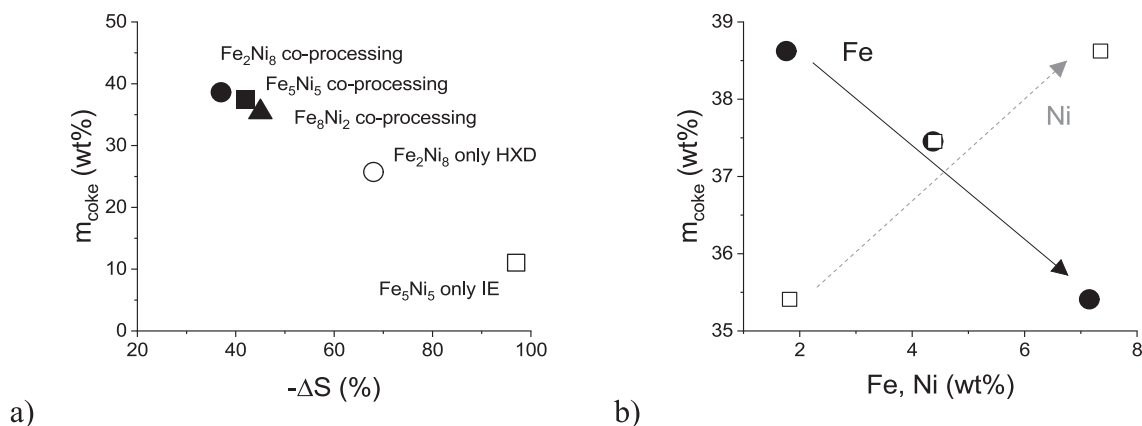 50
40
30
20
10
0
m_coke (wt%)
Fe₂Ni₈ co-processing
Fe₅Ni₅ co-processing
Fe₈Ni₂ co-processing
Fe₂Ni₈ only HXD
Fe₅Ni₅ only IE
20 40 60 80 100
-ΔS (%)
a)
39
38
37
36
35
m_coke (wt%)
Fe
Ni
2 4 6 8
Fe, Ni (wt%)
b)